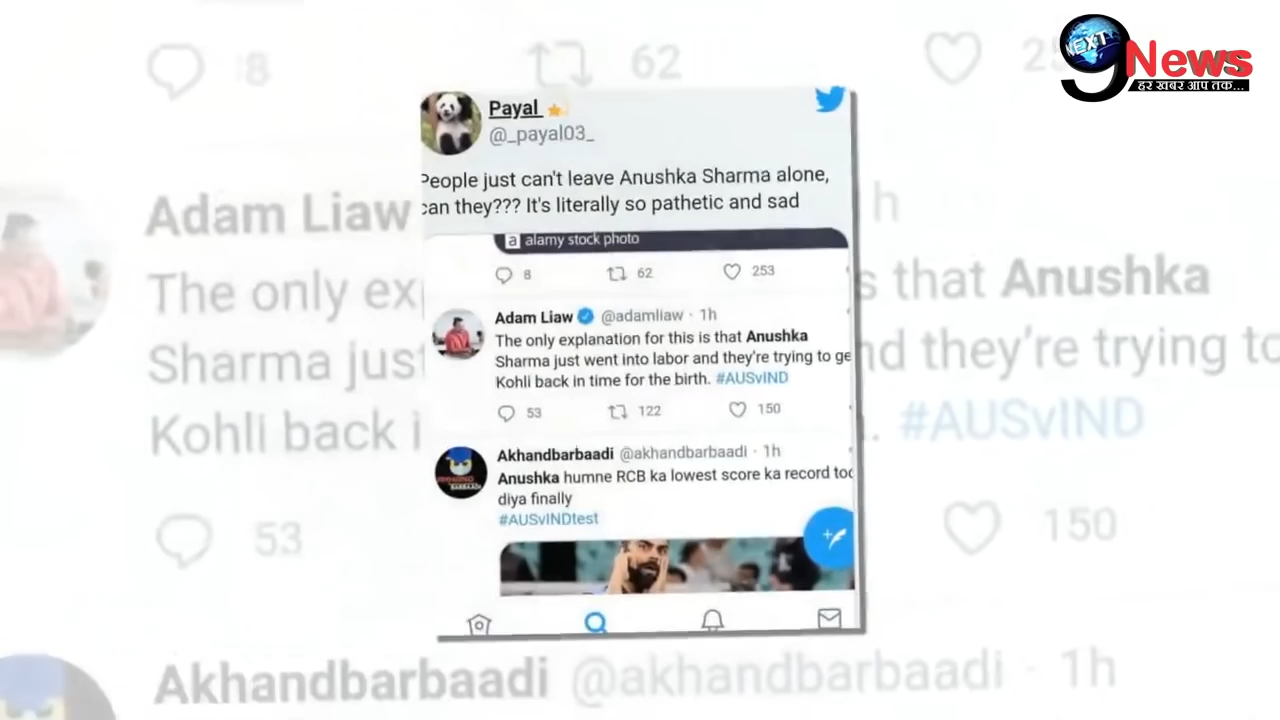 8
62
NEXT
9 News
हर खबर आप तक...
Payal
@_payal03_
People just can't leave Anushka Sharma alone,
can they??? It's literally so pathetic and sad
a alamy stock photo
8
62
253
Adam Liaw @adamliaw · 1h
The only explanation for this is that Anushka
Sharma just went into labor and they're trying to ge
Kohli back in time for the birth. #AUSvIND
53
122
150
Akhandbarbaadi @akhandbarbaadi · 1h
Anushka humne RCB ka lowest score ka record too
diya finally
#AUSvINDtest
Adam Liaw
h
The only ex
s that Anushka
Sharma just
nd they're trying to
Kohli back i
. #AUSvIND
53
150
Akhandbarbaadi @akhandbarbaadi · 1h